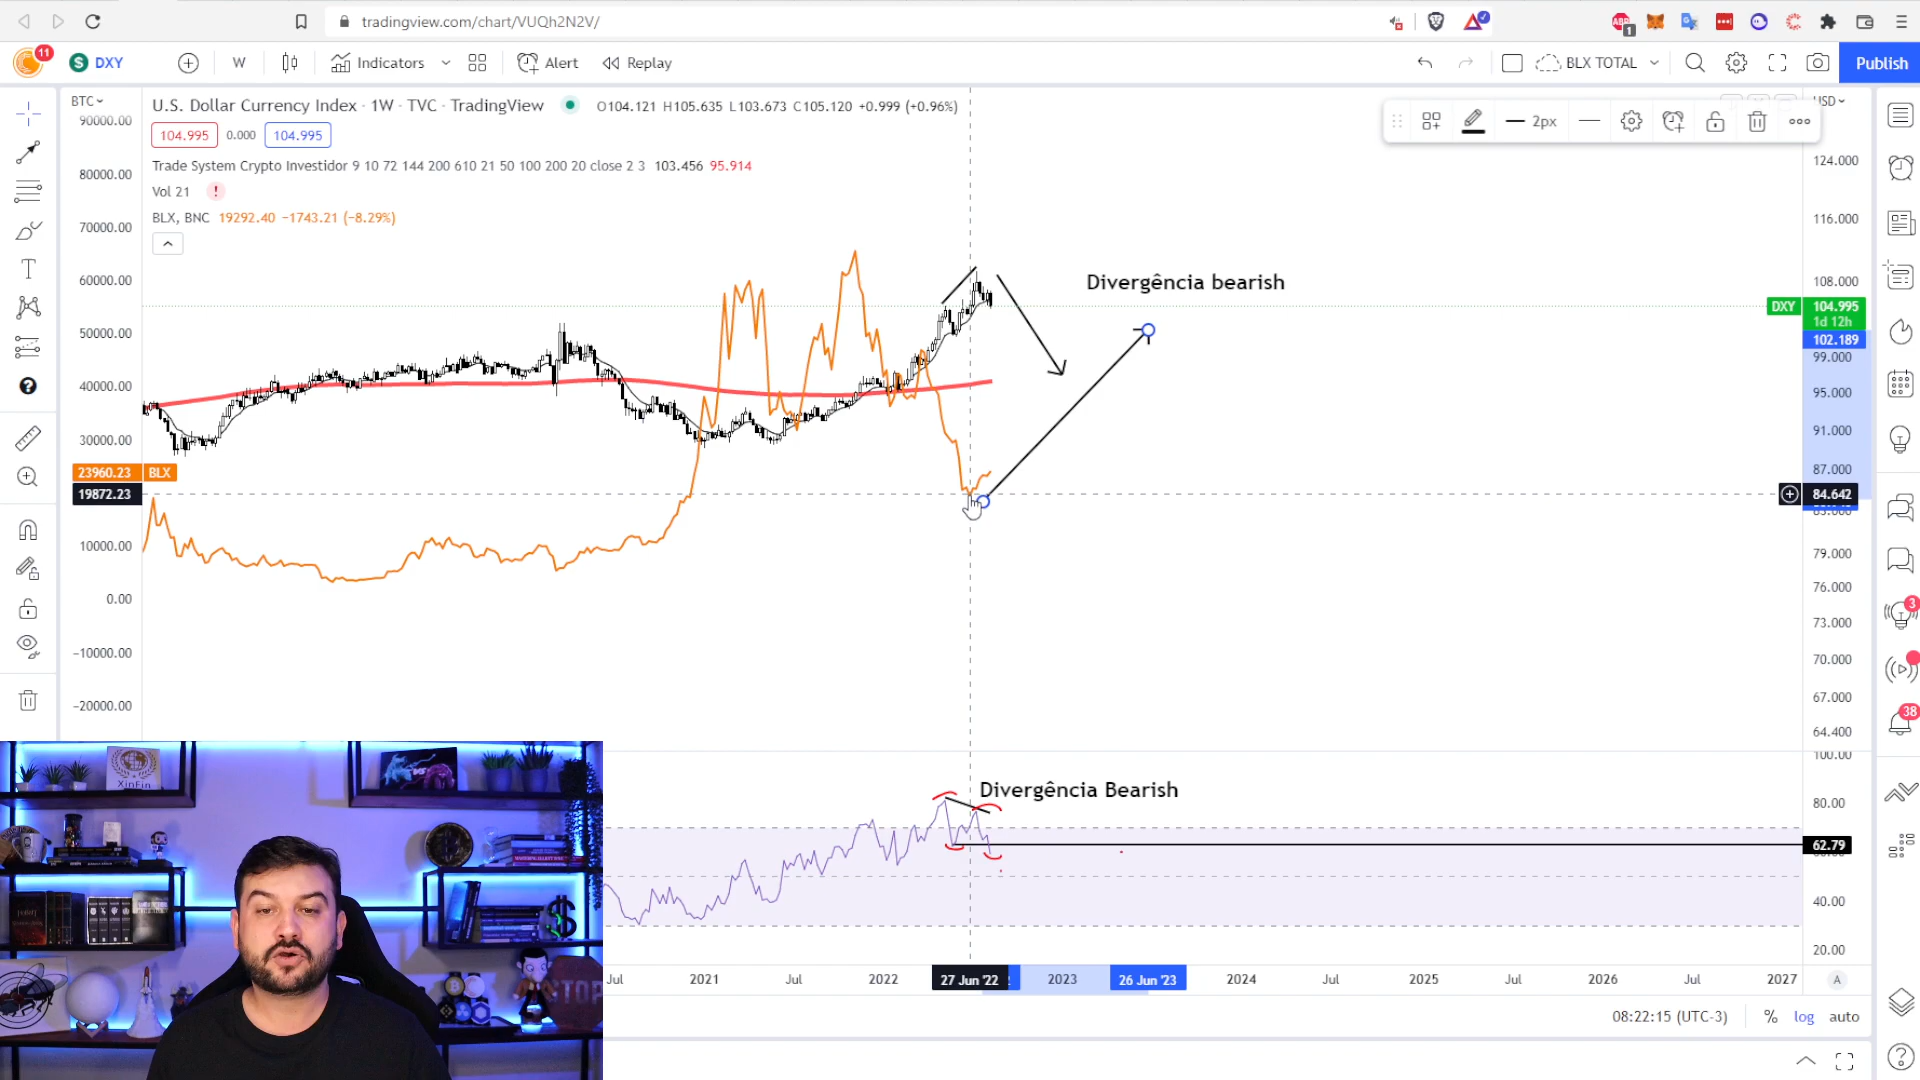 tradingview.com/chart/VUQh2N2V/
1
11
DXY
W
Indicators
Alert
Replay
BLX TOTAL
Publish
BTC
U.S. Dollar Currency Index · 1W · TVC · TradingView
O104.121 H105.635 L103.673 C105.120 +0.999 (+0.96%)
104.995 0.000 104.995
Trade System Crypto Investidor 9 10 72 144 200 610 21 50 100 200 20 close 2 3 103.456 95.914
Vol 21 !
BLX, BNC 19292.40 −1743.21 (−8.29%)
2px
90000.00
80000.00
70000.00
60000.00
50000.00
40000.00
30000.00
23960.23 BLX
19872.23
10000.00
0.00
−10000.00
−20000.00
Divergência bearish
124.000
116.000
108.000
DXY 104.995
1d 12h
102.189
99.000
95.000
91.000
87.000
84.642
83.000
79.000
76.000
73.000
70.000
67.000
64.400
3
38
Divergência Bearish
100.00
80.00
62.79
40.00
20.00
Jul 2021 Jul 2022 27 Jun '22 2023 26 Jun '23 2024 Jul 2025 Jul 2026 Jul 2027 A
08:22:15 (UTC-3) % log auto
XinFin
TOP